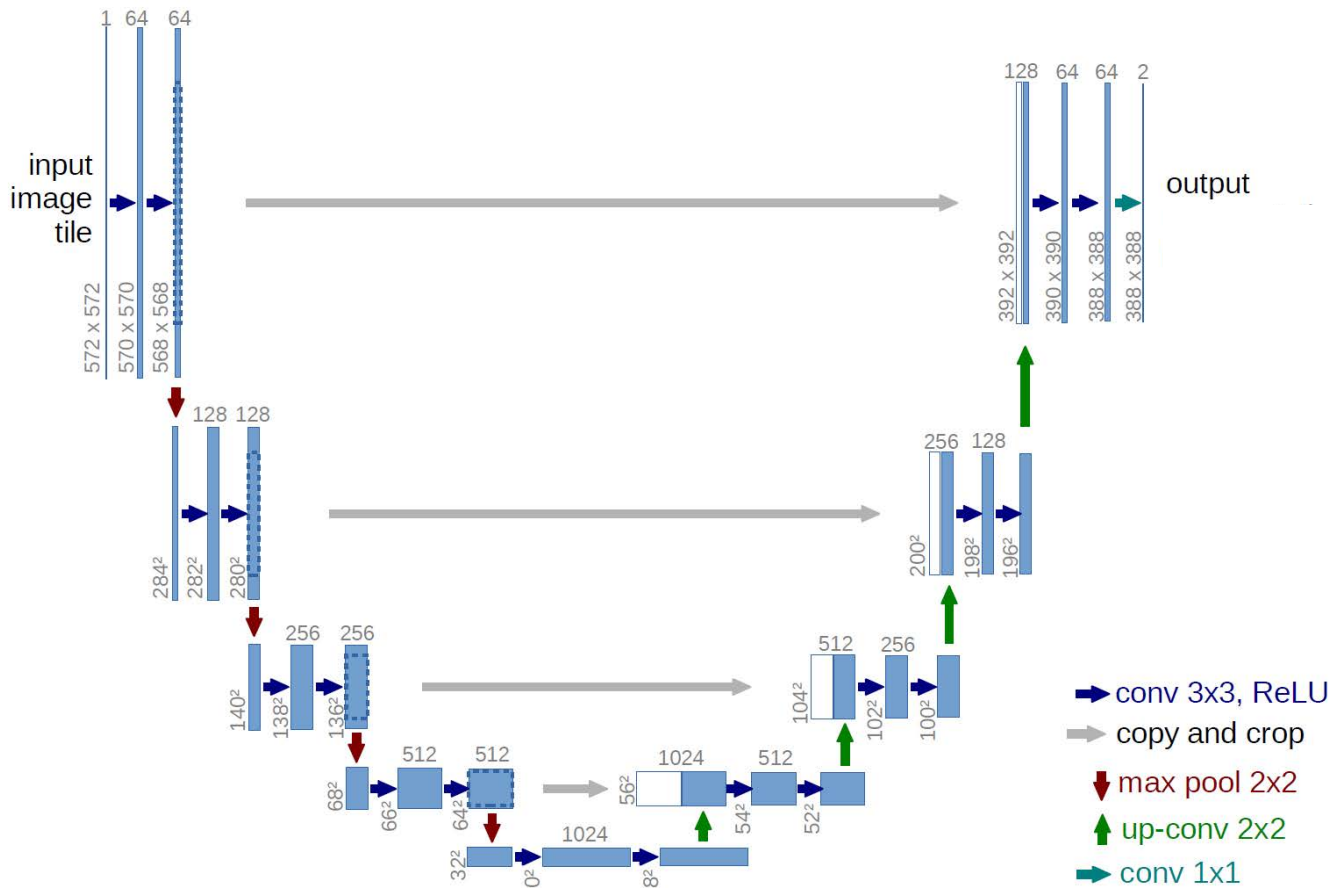 1 64 64
input
image
tile
572 x 572
570 x 570
568 x 568
128 64 64 2
output
392 x 392
390 x 390
388 x 388
388 x 388
128 128
284²
282²
280²
256 128
200²
198²
196²
256 256
140²
138²
136²
512 256
104²
102²
100²
512 512
68²
66²
64²
1024 512
56²
54²
52²
1024
32²
0²
8²
conv 3x3, ReLU
copy and crop
max pool 2x2
up-conv 2x2
conv 1x1